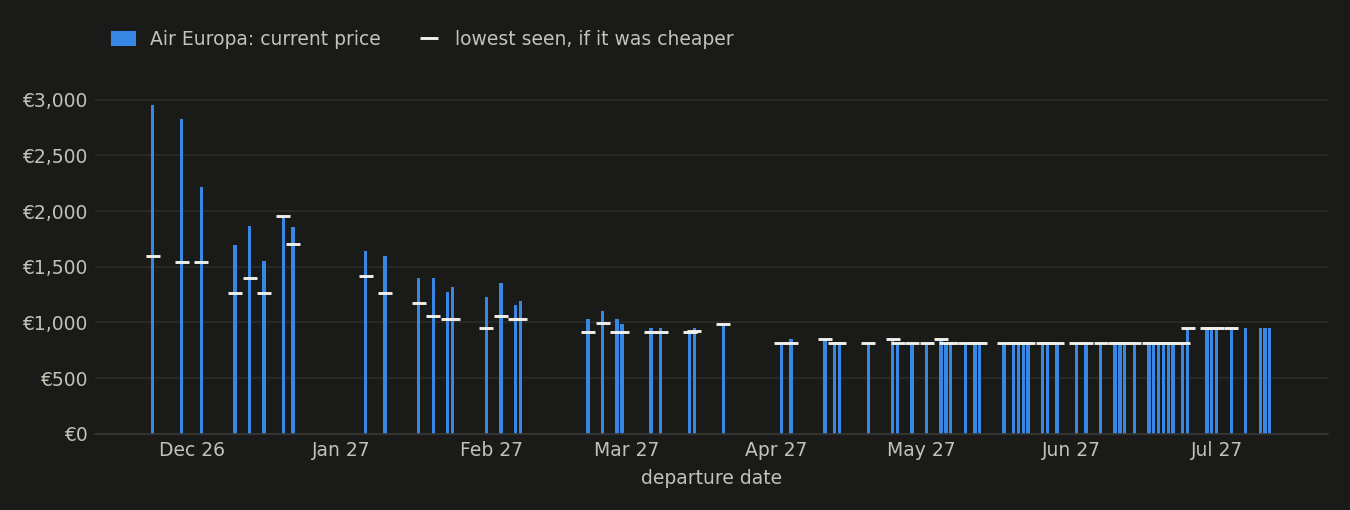 Air Europa: current price
lowest seen, if it was cheaper
€3,000
€2,500
€2,000
€1,500
€1,000
€500
€0
Dec 26 Jan 27 Feb 27 Mar 27 Apr 27 May 27 Jun 27 Jul 27
departure date